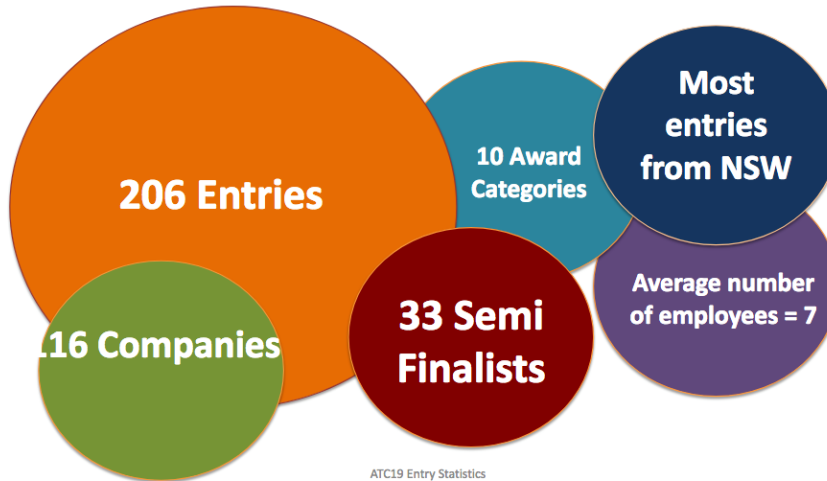 206 Entries
10 Award
Categories
Most
entries
from NSW
116 Companies
33 Semi
Finalists
Average number
of employees = 7
ATC19 Entry Statistics